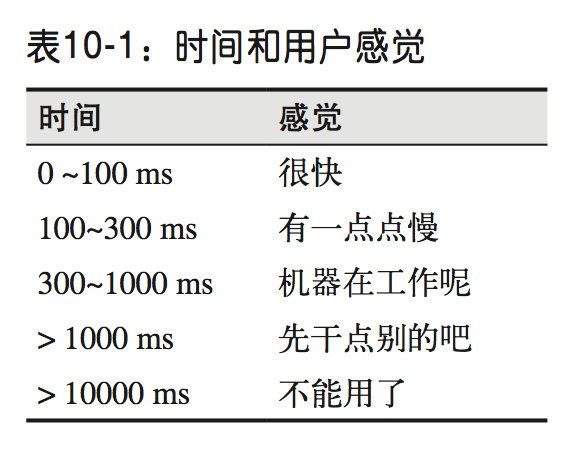 表10-1：时间和用户感觉
时间 感觉
0 ~100 ms 很快
100~300 ms 有一点点慢
300~1000 ms 机器在工作呢
> 1000 ms 先干点别的吧
> 10000 ms 不能用了